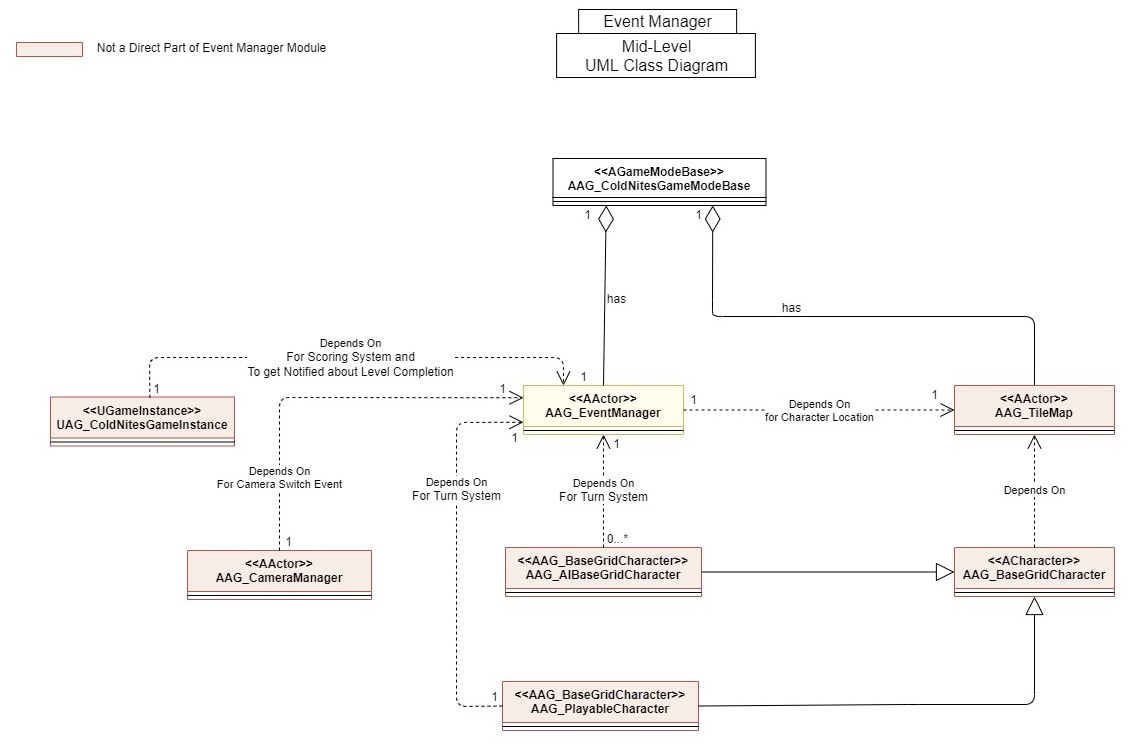 Event Manager
Mid-Level
UML Class Diagram
Not a Direct Part of Event Manager Module
<<AGameModeBase>>
AAG_ColdNitesGameModeBase
1
1
has
has
Depends On
For Scoring System and
To get Notified about Level Completion
1
1
<<UGameInstance>>
UAG_ColdNitesGameInstance
1
<<AActor>>
AAG_EventManager
1
1
Depends On
for Character Location
1
<<AActor>>
AAG_TileMap
1
Depends On
For Camera Switch Event
Depends On
For Turn System
Depends On
For Turn System
Depends On
1
0...*
<<AActor>>
AAG_CameraManager
<<AAG_BaseGridCharacter>>
AAG_AIBaseGridCharacter
<<ACharacter>>
AAG_BaseGridCharacter
1
<<AAG_BaseGridCharacter>>
AAG_PlayableCharacter